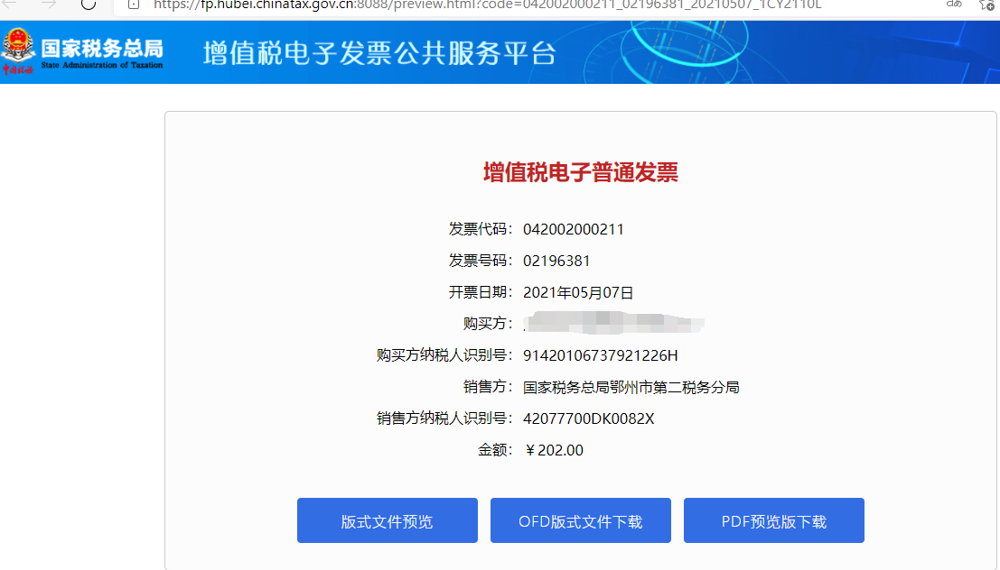 https://fp.hubei.chinatax.gov.cn:8088/preview.html?code=042002000211_02196381_20210507_1CY2110L
国家税务总局
State Administration of Taxation
中国税务
增值税电子发票公共服务平台
增值税电子普通发票
发票代码: 042002000211
发票号码: 02196381
开票日期: 2021年05月07日
购买方:
购买方纳税人识别号: 91420106737921226H
销售方: 国家税务总局鄂州市第二税务分局
销售方纳税人识别号: 42077700DK0082X
金额: ￥202.00
版式文件预览
OFD版式文件下载
PDF预览版下载